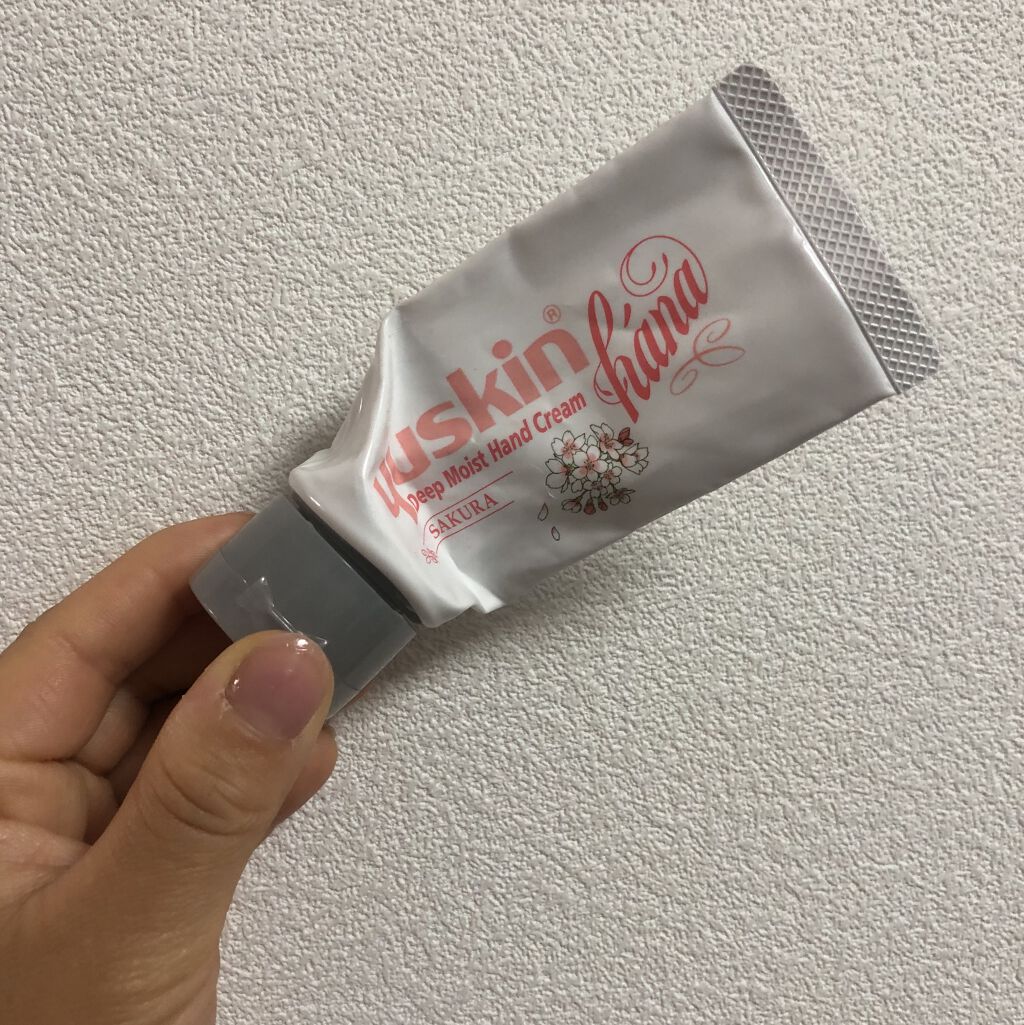 yuskin® hana
Deep Moist Hand Cream
SAKURA